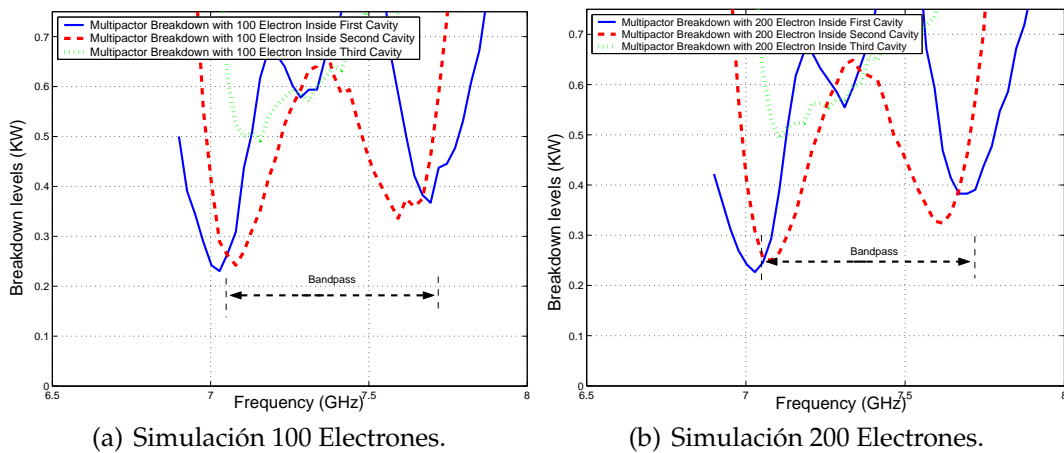 Multipactor Breakdown with 100 Electron Inside First Cavity
Multipactor Breakdown with 100 Electron Inside Second Cavity
Multipactor Breakdown with 100 Electron Inside Third Cavity
0.7
0.6
0.5
0.4
0.3
0.2
0.1
0
Breakdown levels (KW)
Bandpass
6.5
7
7.5
8
Frequency (GHz)
(a) Simulación 100 Electrones.
Multipactor Breakdown with 200 Electron Inside First Cavity
Multipactor Breakdown with 200 Electron Inside Second Cavity
Multipactor Breakdown with 200 Electron Inside Third Cavity
0.7
0.6
0.5
0.4
0.3
0.2
0.1
0
Breakdown levels (KW)
Bandpass
6.5
7
7.5
8
Frequency (GHz)
(b) Simulación 200 Electrones.